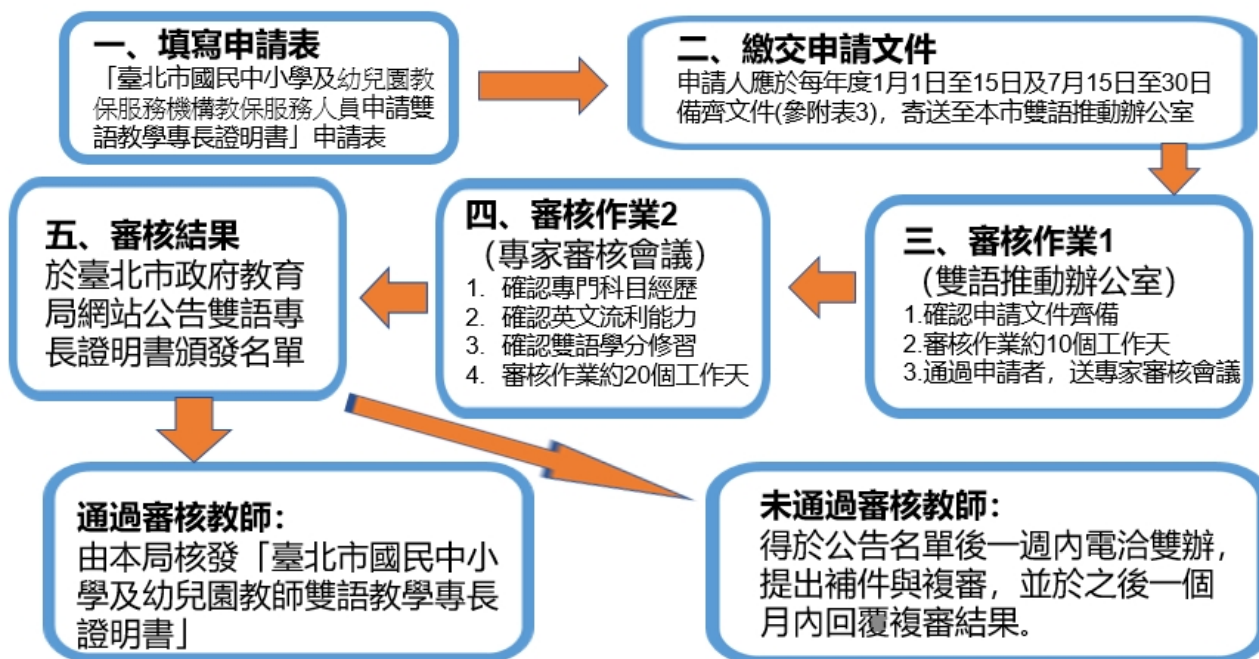 一、填寫申請表
「臺北市國民中小學及幼兒園教
保服務機構教保服務人員申請雙
語教學專長證明書」申請表
二、繳交申請文件
申請人應於每年度1月1日至15日及7月15日至30日
備齊文件(參附表3)，寄送至本市雙語推動辦公室
三、審核作業1
（雙語推動辦公室）
1.確認申請文件齊備
2.審核作業約10個工作天
3.通過申請者，送專家審核會議
四、審核作業2
（專家審核會議）
1. 確認專門科目經歷
2. 確認英文流利能力
3. 確認雙語學分修習
4. 審核作業約20個工作天
五、審核結果
於臺北市政府教育
局網站公告雙語專
長證明書頒發名單
通過審核教師：
由本局核發「臺北市國民中小
學及幼兒園教師雙語教學專長
證明書」
未通過審核教師：
得於公告名單後一週內電洽雙辦，
提出補件與複審，並於之後一個
月內回覆複審結果。